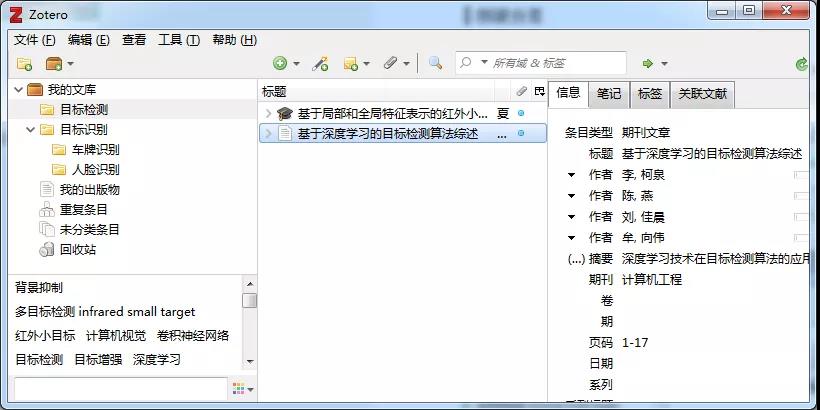 Zotero
文件 (F) 编辑 (E) 查看 工具 (T) 帮助 (H)
所有域 & 标签
我的文库
目标检测
目标识别
车牌识别
人脸识别
我的出版物
重复条目
未分类条目
回收站
背景抑制
多目标检测 infrared small target
红外小目标 计算机视觉 卷积神经网络
目标检测 目标增强 深度学习
标题
基于局部和全局特征表示的红外小... 夏
基于深度学习的目标检测算法综述 ...
信息 笔记 标签 关联文献
条目类型 期刊文章
标题 基于深度学习的目标检测算法综述
作者 李, 柯泉
作者 陈, 燕
作者 刘, 佳晨
作者 牟, 向伟
(...) 摘要 深度学习技术在目标检测算法的应用
期刊 计算机工程
卷
期
页码 1-17
日期
系列